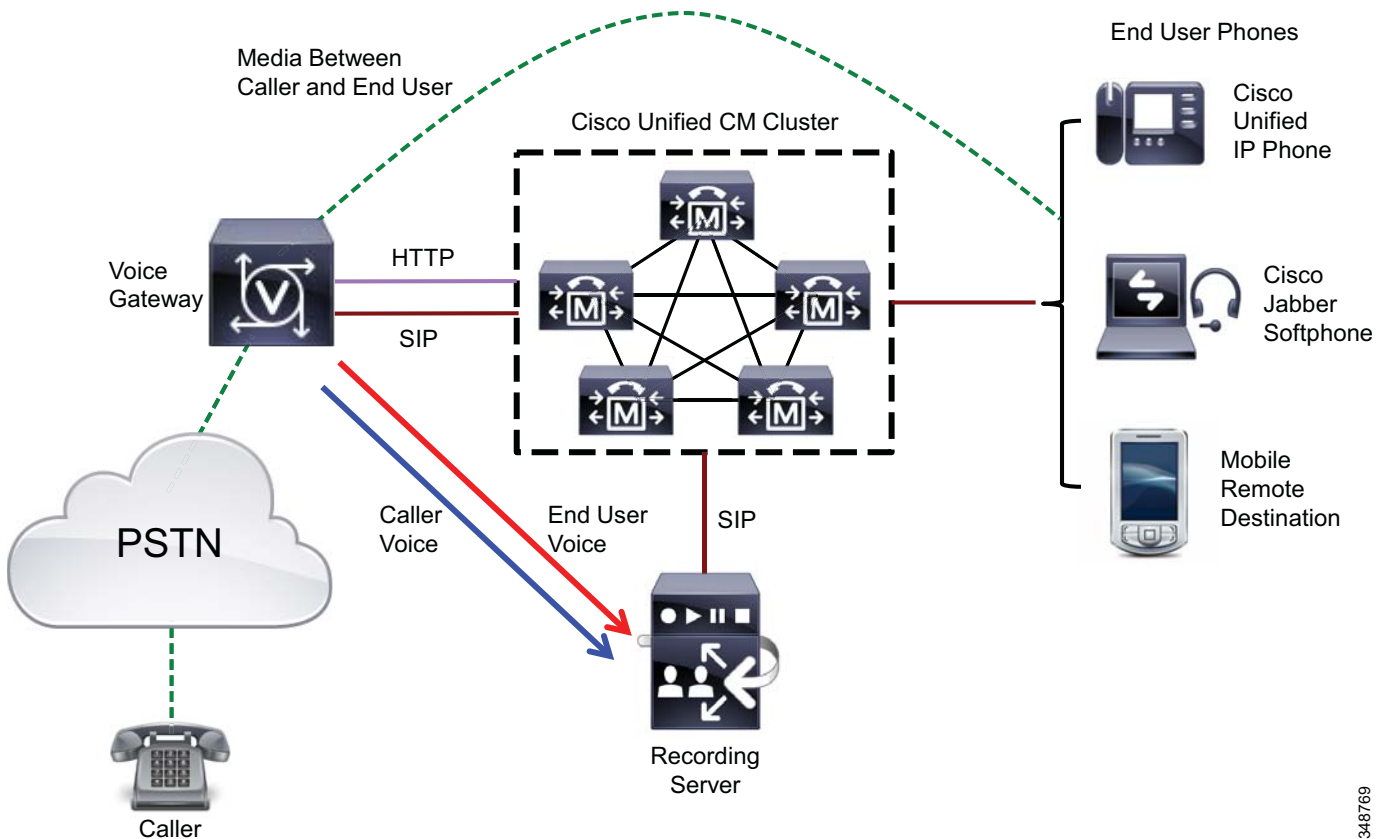 Media Between
Caller and End User
End User Phones
Cisco Unified CM Cluster
Cisco
Unified
IP Phone
M
Voice
Gateway
V
HTTP
SIP
M
M
M
M
Cisco
Jabber
Softphone
PSTN
Caller
Voice
End User
Voice
SIP
Mobile
Remote
Destination
Recording
Server
Caller
348769